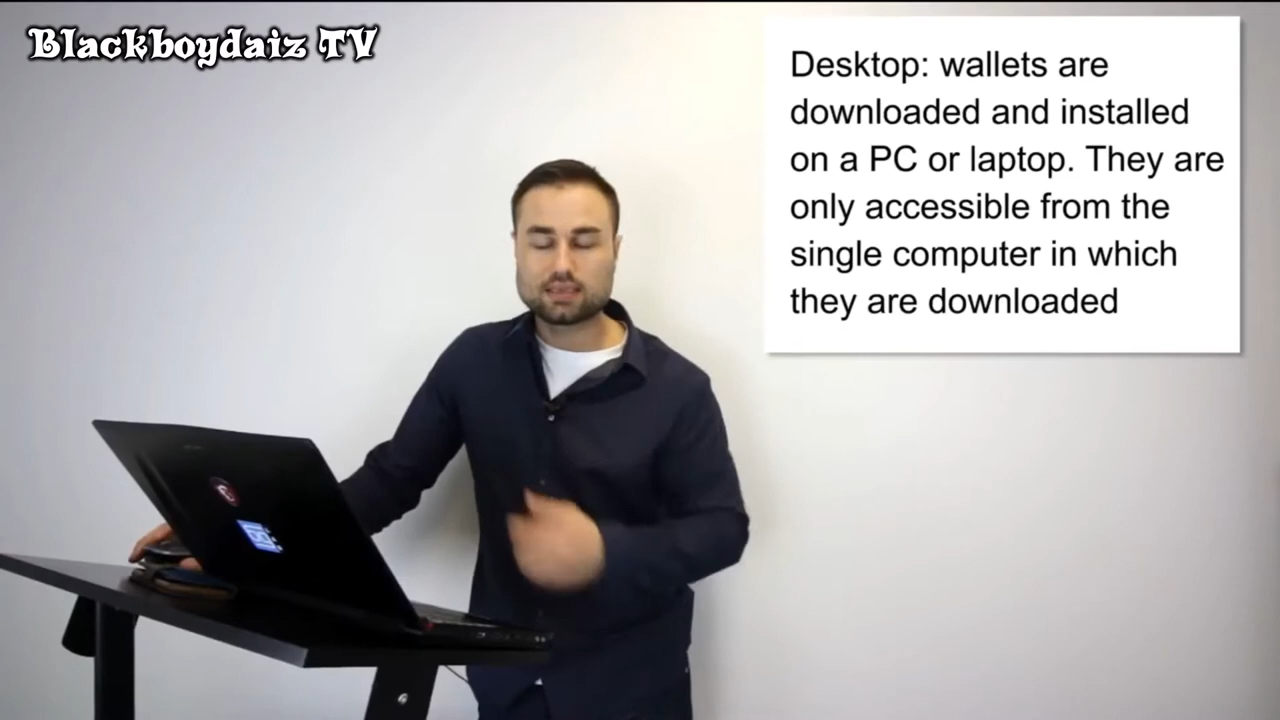 Blackboydaiz TV
Desktop: wallets are
downloaded and installed
on a PC or laptop. They are
only accessible from the
single computer in which
they are downloaded